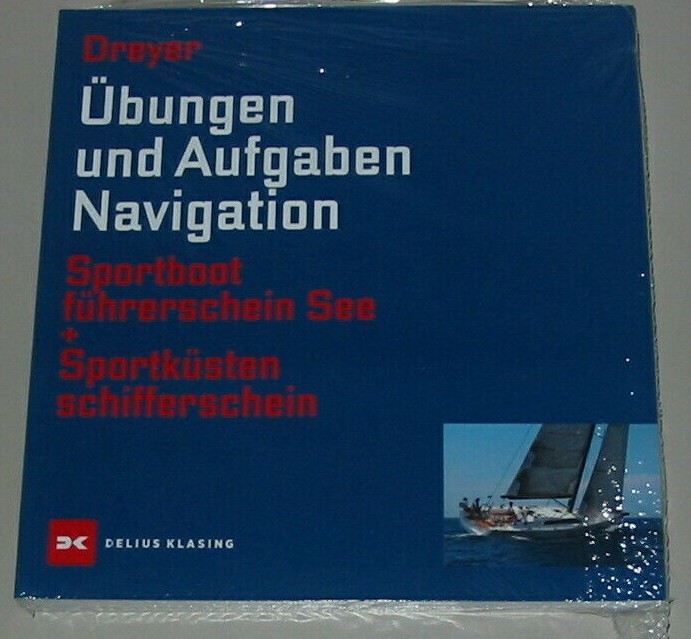 Dreyer
Übungen
und Aufgaben
Navigation
Sportboot
führerschein See
+
Sportküsten
schifferschein
DELIUS KLASING